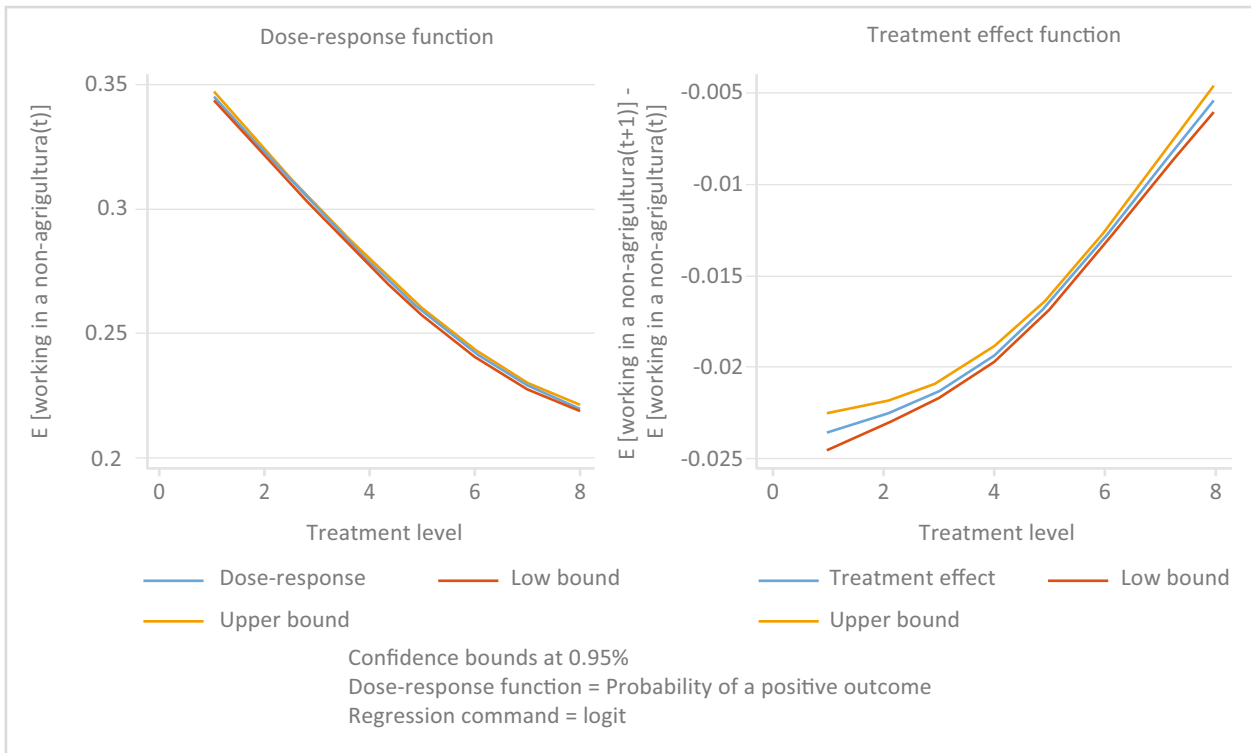 Dose-response function
E [working in a non-agrigultura(t)]
0.35
0.3
0.25
0.2
0
2
4
6
8
Treatment level
Dose-response
Low bound
Upper bound
Treatment effect function
E [working in a non-agrigultura(t+1)] -
E [working in a non-agrigultura(t)]
-0.005
-0.01
-0.015
-0.02
-0.025
0
2
4
6
8
Treatment level
Treatment effect
Low bound
Upper bound
Confidence bounds at 0.95%
Dose-response function = Probability of a positive outcome
Regression command = logit